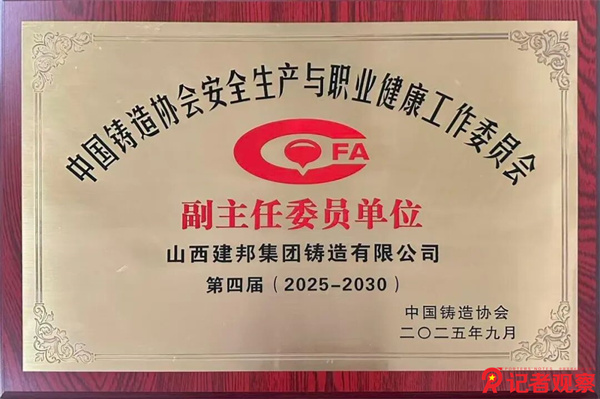 中国铸造协会安全生产与职业健康工作委员会
FA
副主任委员单位
山西建邦集团铸造有限公司
第四届（2025-2030）
中国铸造协会
二〇二五年九月
记者观察